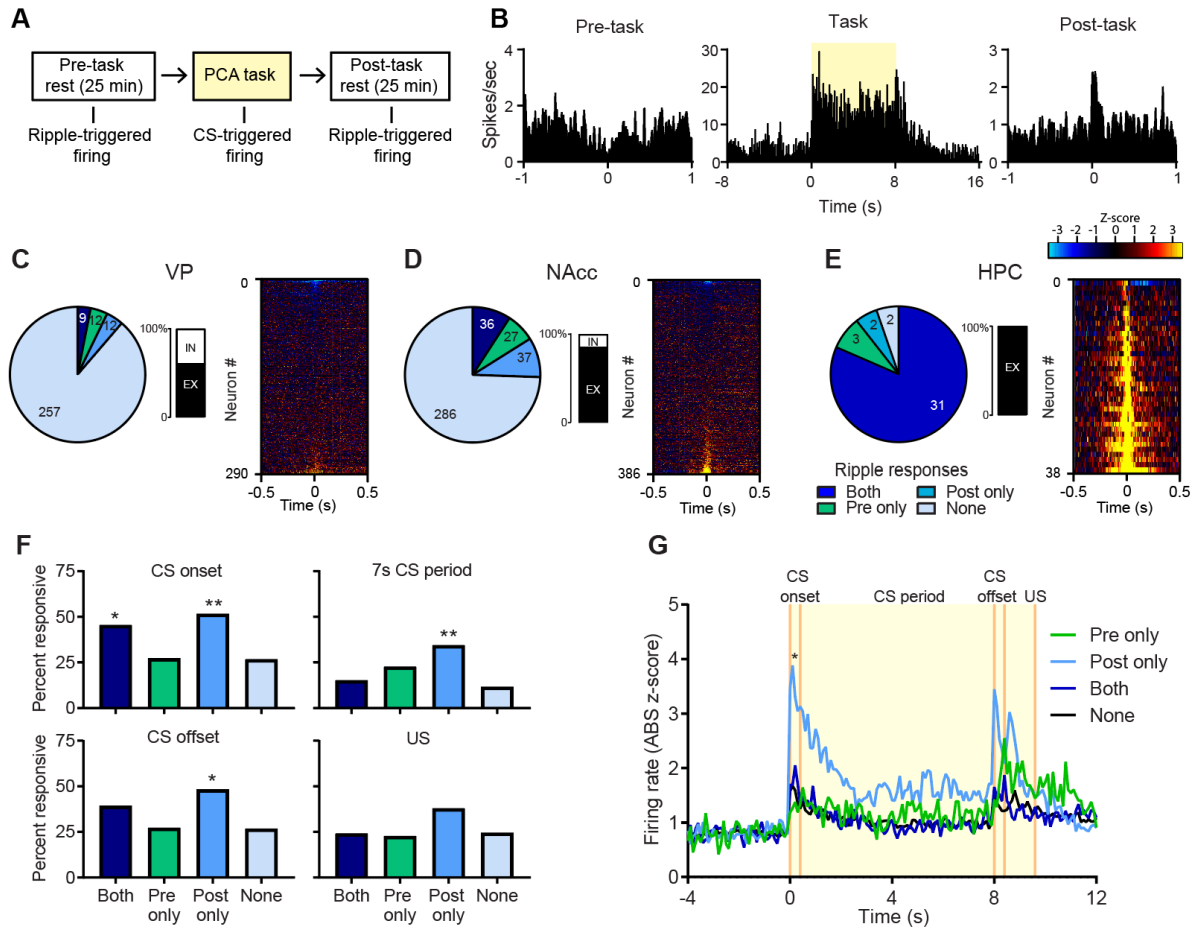 A
Pre-task
rest (25 min)
PCA task
Post-task
rest (25 min)
Ripple-triggered
firing
CS-triggered
firing
Ripple-triggered
firing
B
Pre-task
Task
Post-task
Spikes/sec
4
2
0
-1
0
1
30
20
10
0
-8
0
8
16
3
2
1
0
-1
0
1
Time (s)
C
VP
9
12
12
257
100%
0
IN
EX
Neuron #
0
290
-0.5
0
0.5
Time (s)
D
NAcc
36
27
37
286
100%
0
IN
EX
Neuron #
0
386
-0.5
0
0.5
Time (s)
E
HPC
Z-score
-3 -2 -1 0 1 2 3
2
2
3
31
100%
0
EX
Neuron #
0
38
-0.5
0
0.5
Time (s)
Ripple responses
Both
Post only
Pre only
None
F
CS onset
Percent responsive
75
50
25
0
*
**
7s CS period
**
CS offset
Percent responsive
75
50
25
0
*
US
Both
Pre
only
Post
only
None
Both
Pre
only
Post
only
None
G
CS
onset
CS period
CS
offset
US
Firing rate (ABS z-score)
5
4
3
2
1
0
*
-4
0
4
8
12
Time (s)
Pre only
Post only
Both
None